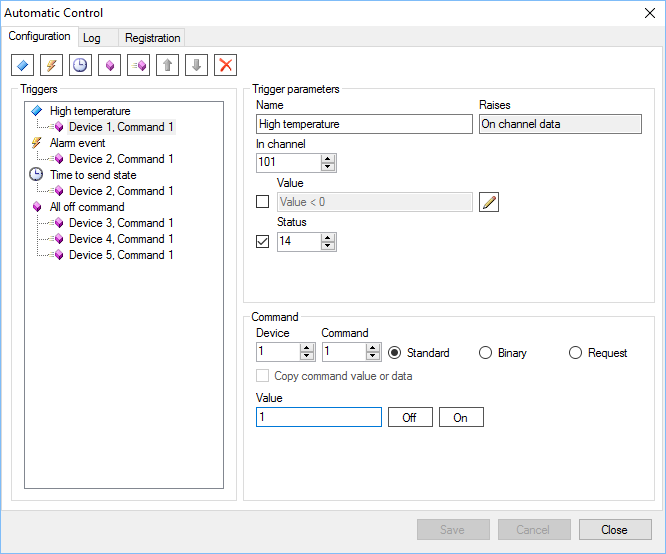 Automatic Control
Configuration Log Registration
Triggers
High temperature
Device 1, Command 1
Alarm event
Device 2, Command 1
Time to send state
Device 2, Command 1
All off command
Device 3, Command 1
Device 4, Command 1
Device 5, Command 1
Trigger parameters
Name Raises
High temperature On channel data
In channel
101
Value
Value < 0
Status
14
Command
Device Command
1 1 Standard Binary Request
Copy command value or data
Value
1 Off On
Save Cancel Close